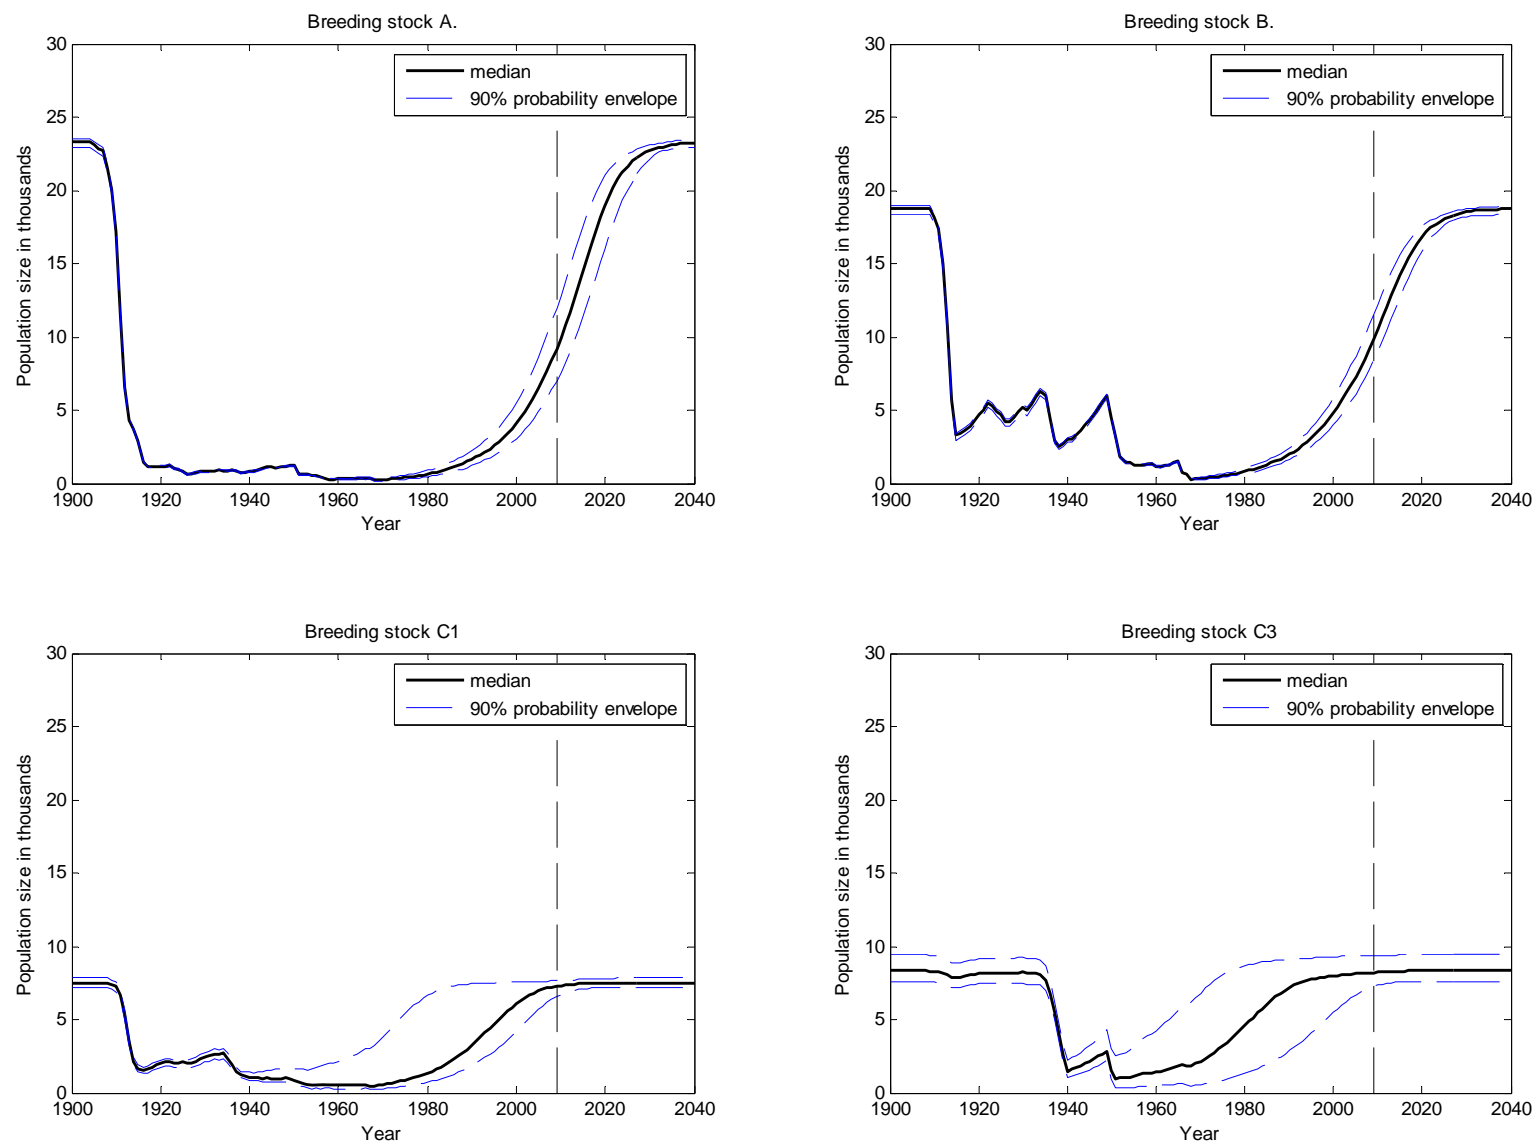 Breeding stock A.
30
25
20
15
10
5
0
Population size in thousands
median
90% probability envelope
1900 1920 1940 1960 1980 2000 2020 2040
Year
Breeding stock B.
30
25
20
15
10
5
0
Population size in thousands
median
90% probability envelope
1900 1920 1940 1960 1980 2000 2020 2040
Year
Breeding stock C1
30
25
20
15
10
5
0
Population size in thousands
median
90% probability envelope
1900 1920 1940 1960 1980 2000 2020 2040
Year
Breeding stock C3
30
25
20
15
10
5
0
Population size in thousands
median
90% probability envelope
1900 1920 1940 1960 1980 2000 2020 2040
Year